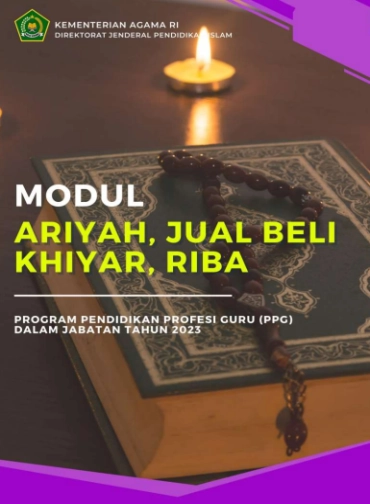 KEMENTERIAN AGAMA RI
DIREKTORAT JENDERAL PENDIDIKAN ISLAM
MODUL
ARIYAH, JUAL BELI
KHIYAR, RIBA
PROGRAM PENDIDIKAN PROFESI GURU (PPG)
DALAM JABATAN TAHUN 2023